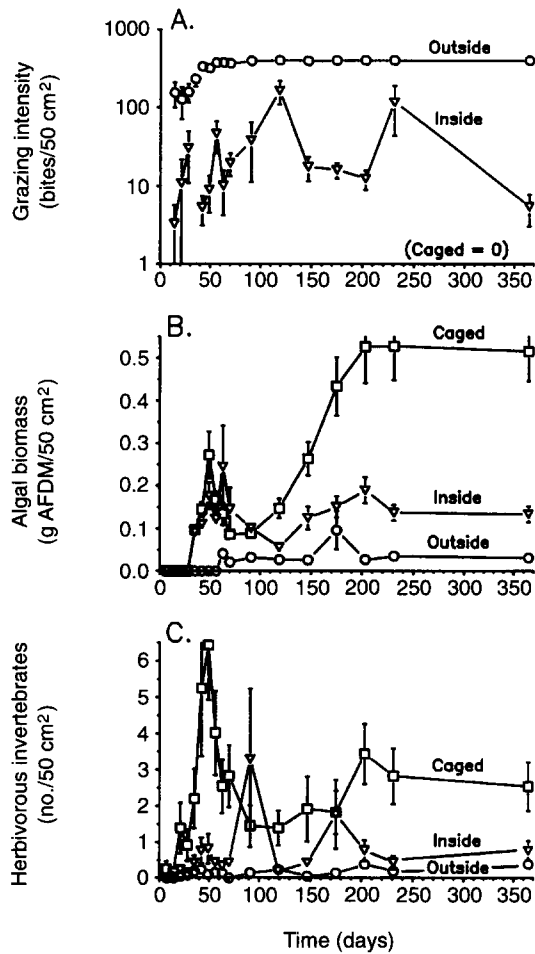 A.
Grazing intensity
(bites/50 cm²)
1000
100
10
1
Outside
Inside
(Caged = 0)
0 50 100 150 200 250 300 350
B.
Algal biomass
(g AFDM/50 cm²)
0.5
0.4
0.3
0.2
0.1
0.0
Caged
Inside
Outside
0 50 100 150 200 250 300 350
C.
Herbivorous invertebrates
(no./50 cm²)
6
5
4
3
2
1
0
Caged
Inside
Outside
0 50 100 150 200 250 300 350
Time (days)